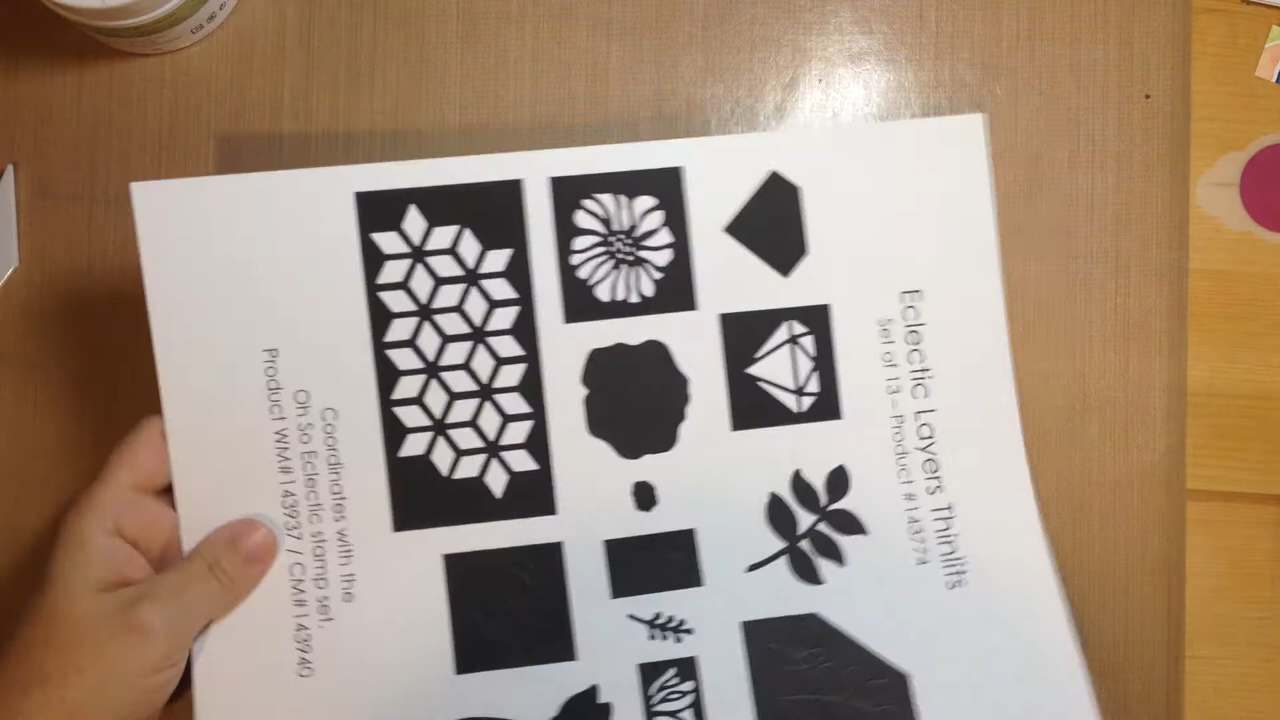 Eclectic Layers Thinlits
Set of 13 – Product #143774
Coordinates with the
Oh So Eclectic stamp set.
Product WM#143937 / CM#143940